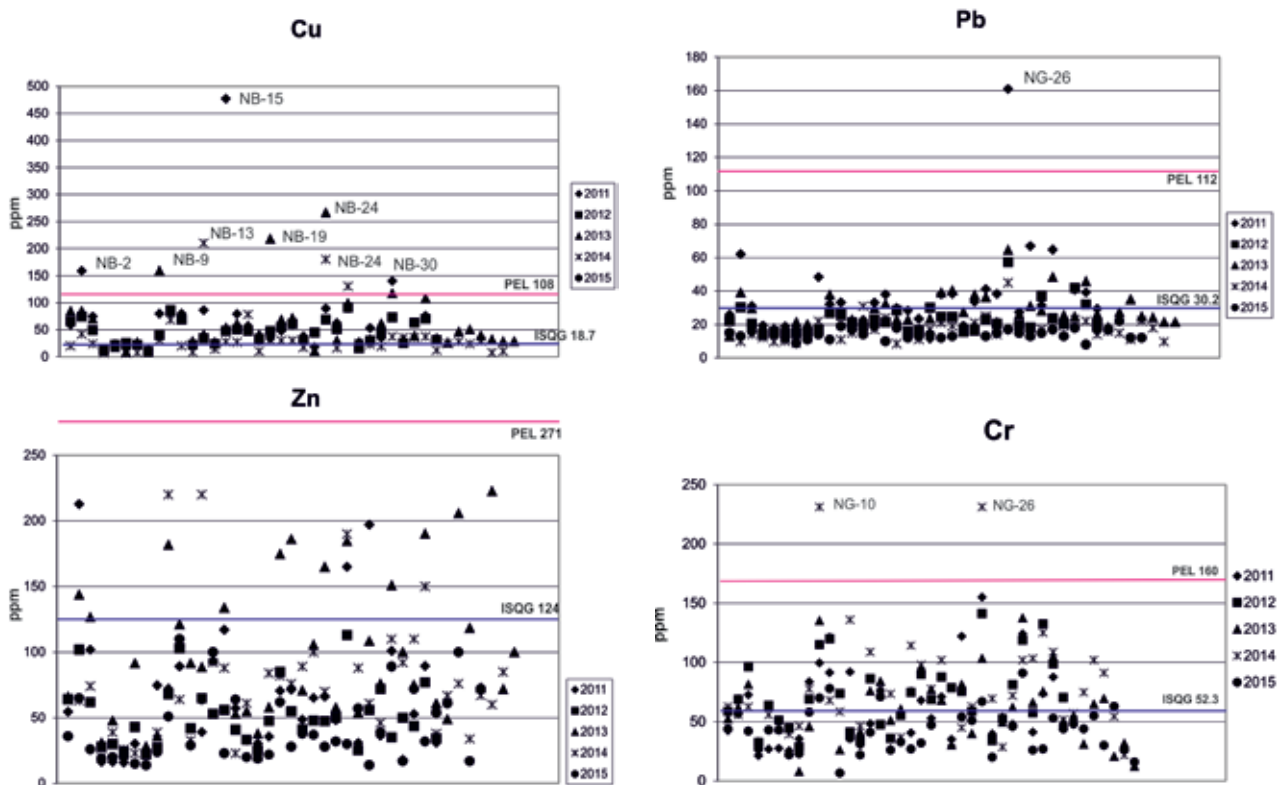 Cu
500
450
400
350
300
250
200
150
100
50
0
ppm
NB-15
NB-24
NB-13
NB-19
NB-2
NB-9
NB-24
NB-30
PEL 108
ISQG 18.7
2011
2012
2013
2014
2015
Pb
180
160
140
120
100
80
60
40
20
0
ppm
NG-26
PEL 112
ISQG 30.2
2011
2012
2013
2014
2015
Zn
PEL 271
250
200
150
100
50
0
ppm
ISQG 124
2011
2012
2013
2014
2015
Cr
250
200
150
100
50
0
ppm
NG-10
NG-26
PEL 160
ISQG 52.3
2011
2012
2013
2014
2015